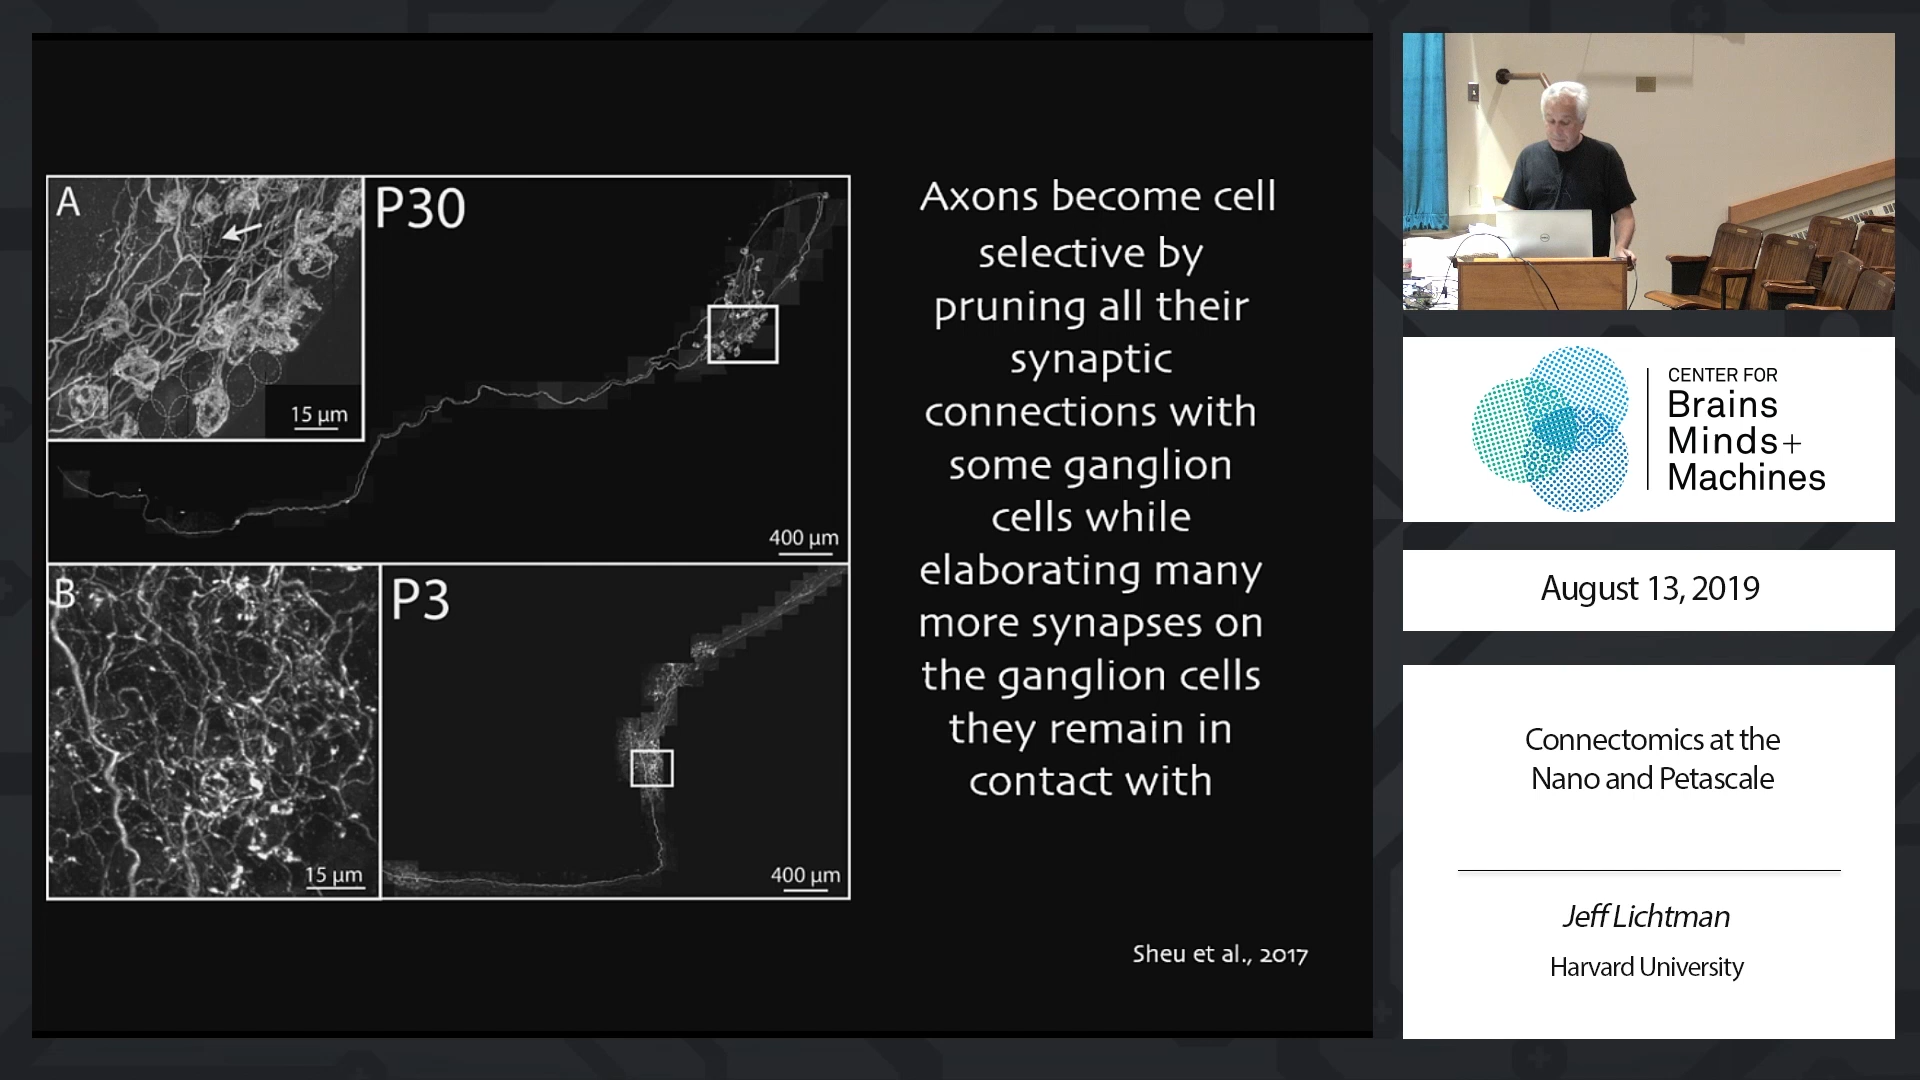 A
P30
15 µm
400 µm
B
P3
15 µm
400 µm
Axons become cell
selective by
pruning all their
synaptic
connections with
some ganglion
cells while
elaborating many
more synapses on
the ganglion cells
they remain in
contact with
Sheu et al., 2017
CENTER FOR
Brains
Minds+
Machines
August 13, 2019
Connectomics at the
Nano and Petascale
Jeff Lichtman
Harvard University